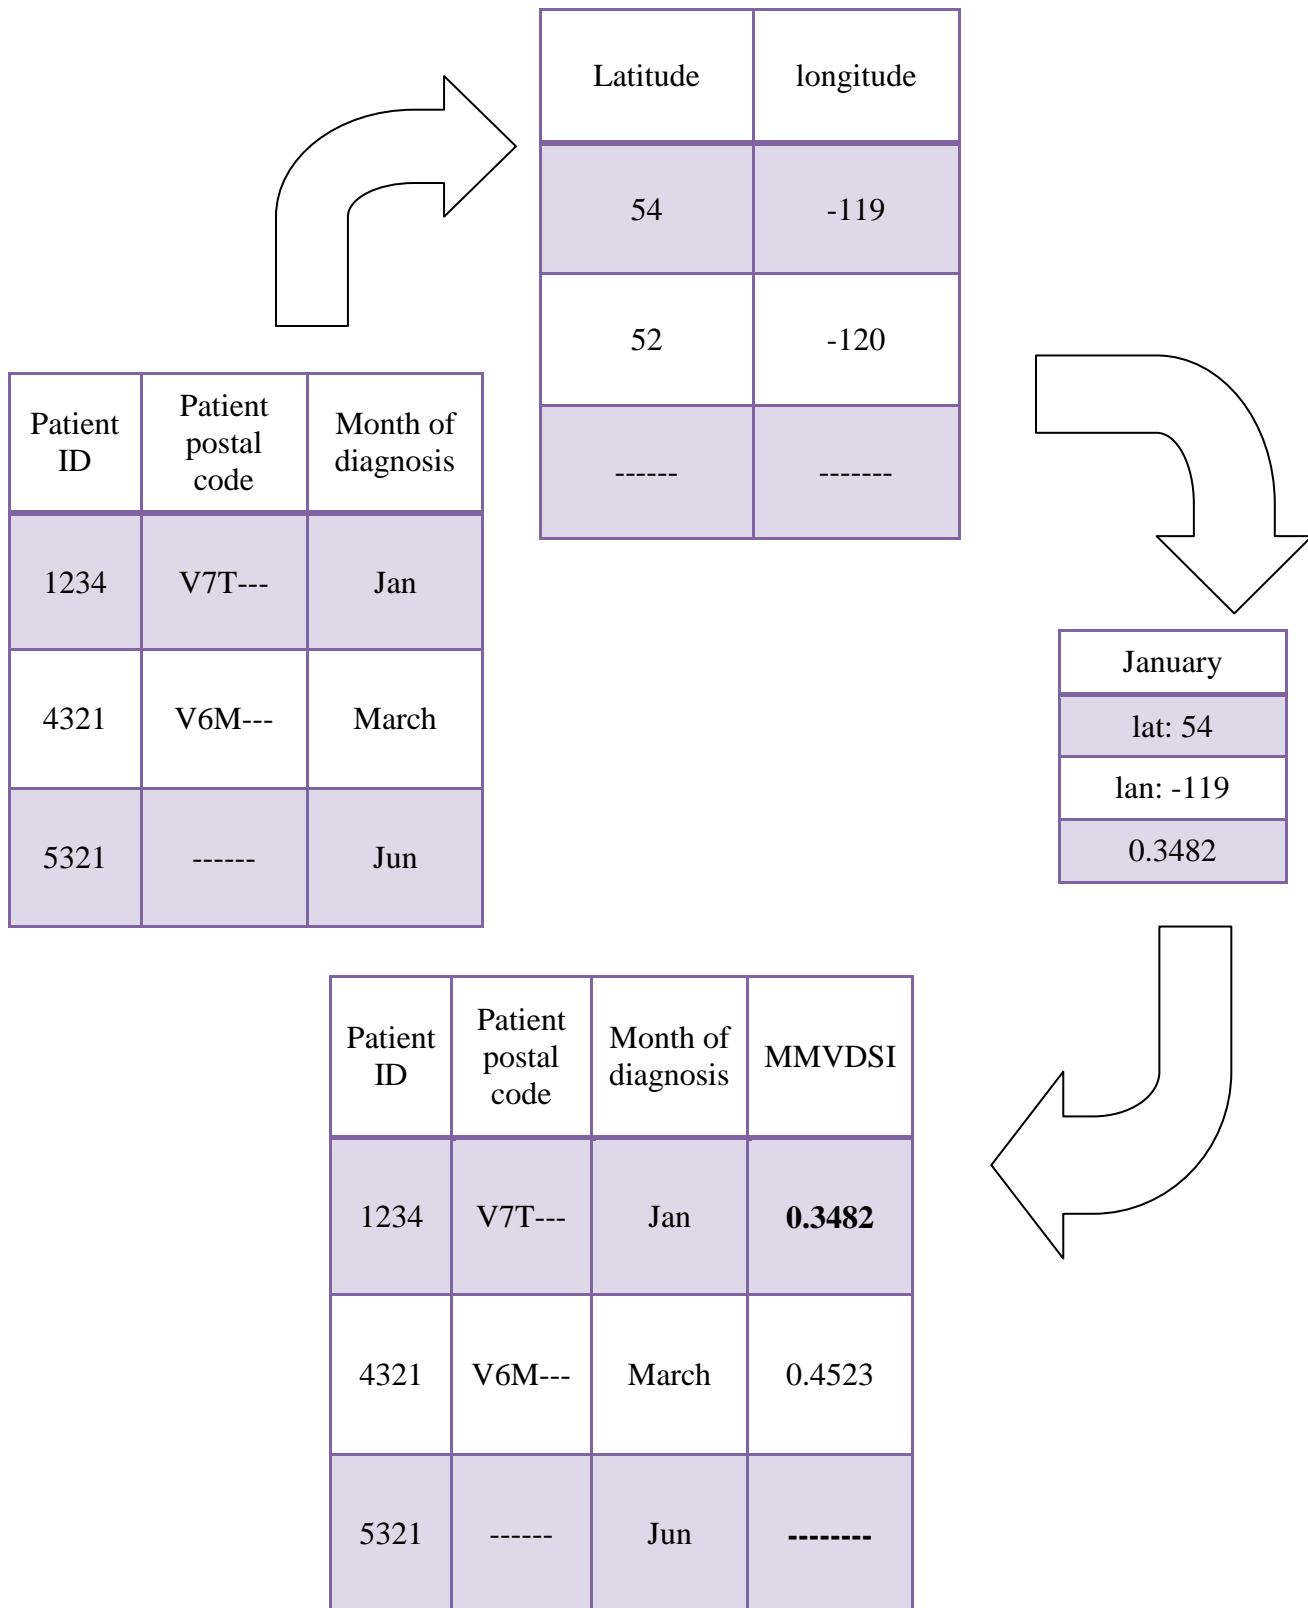 Latitude longitude
54 -119
52 -120
------ -------
Patient ID
Patient postal code
Month of diagnosis
1234 V7T--- Jan
4321 V6M--- March
5321 ------ Jun
January
lat: 54
lan: -119
0.3482
Patient ID
Patient postal code
Month of diagnosis
MMVDSI
1234 V7T--- Jan 0.3482
4321 V6M--- March 0.4523
5321 ------ Jun --------